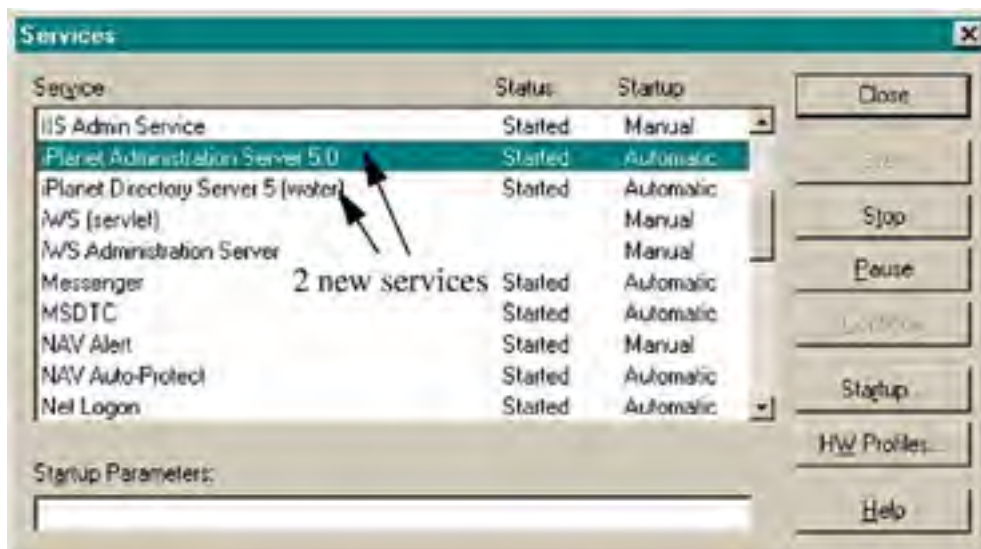 Services
Service Status Startup
IIS Admin Service Started Manual
iPlanet Administration Server 5.0 Started Automatic
iPlanet Directory Server 5 (water) Started Automatic
iWS (servlet) Manual
iWS Administration Server Manual
Messenger Started Automatic
MSDTC Started Automatic
NAV Alert Started Manual
NAV Auto-Protect Started Automatic
Net Logon Started Automatic
2 new services
Startup Parameters:
Close
Stop
Pause
Continue
Startup...
HW Profiles...
Help